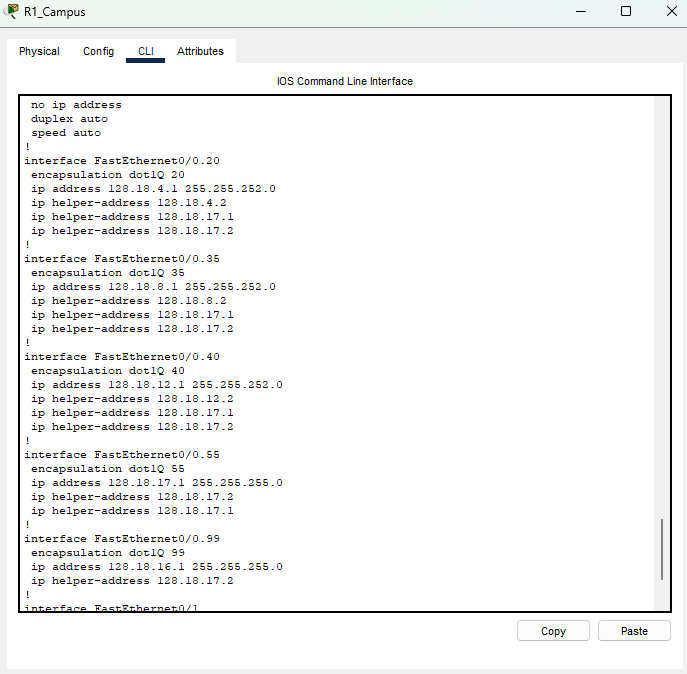 R1_Campus
Physical Config CLI Attributes
IOS Command Line Interface
no ip address
duplex auto
speed auto
!
interface FastEthernet0/0.20
encapsulation dot1Q 20
ip address 128.18.4.1 255.255.252.0
ip helper-address 128.18.4.2
ip helper-address 128.18.17.1
ip helper-address 128.18.17.2
!
interface FastEthernet0/0.35
encapsulation dot1Q 35
ip address 128.18.8.1 255.255.252.0
ip helper-address 128.18.8.2
ip helper-address 128.18.17.1
ip helper-address 128.18.17.2
!
interface FastEthernet0/0.40
encapsulation dot1Q 40
ip address 128.18.12.1 255.255.252.0
ip helper-address 128.18.12.2
ip helper-address 128.18.17.1
ip helper-address 128.18.17.2
!
interface FastEthernet0/0.55
encapsulation dot1Q 55
ip address 128.18.17.1 255.255.255.0
ip helper-address 128.18.17.2
ip helper-address 128.18.17.1
!
interface FastEthernet0/0.99
encapsulation dot1Q 99
ip address 128.18.16.1 255.255.255.0
ip helper-address 128.18.17.2
!
interface FastEthernet0/1
Copy Paste